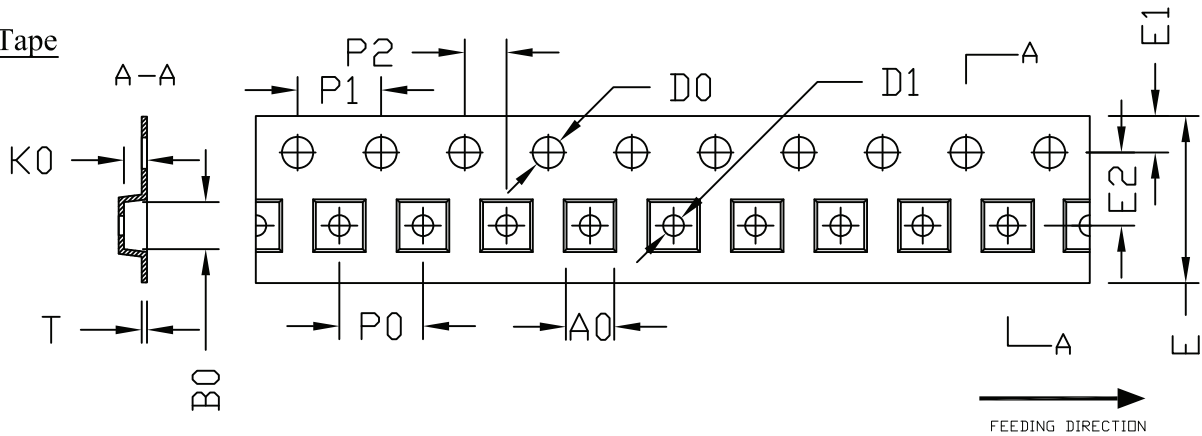 Tape
A-A
P2
P1
D0
D1
A
E1
K0
E2
T
B0
P0
A0
A
E
FEEDING DIRECTION